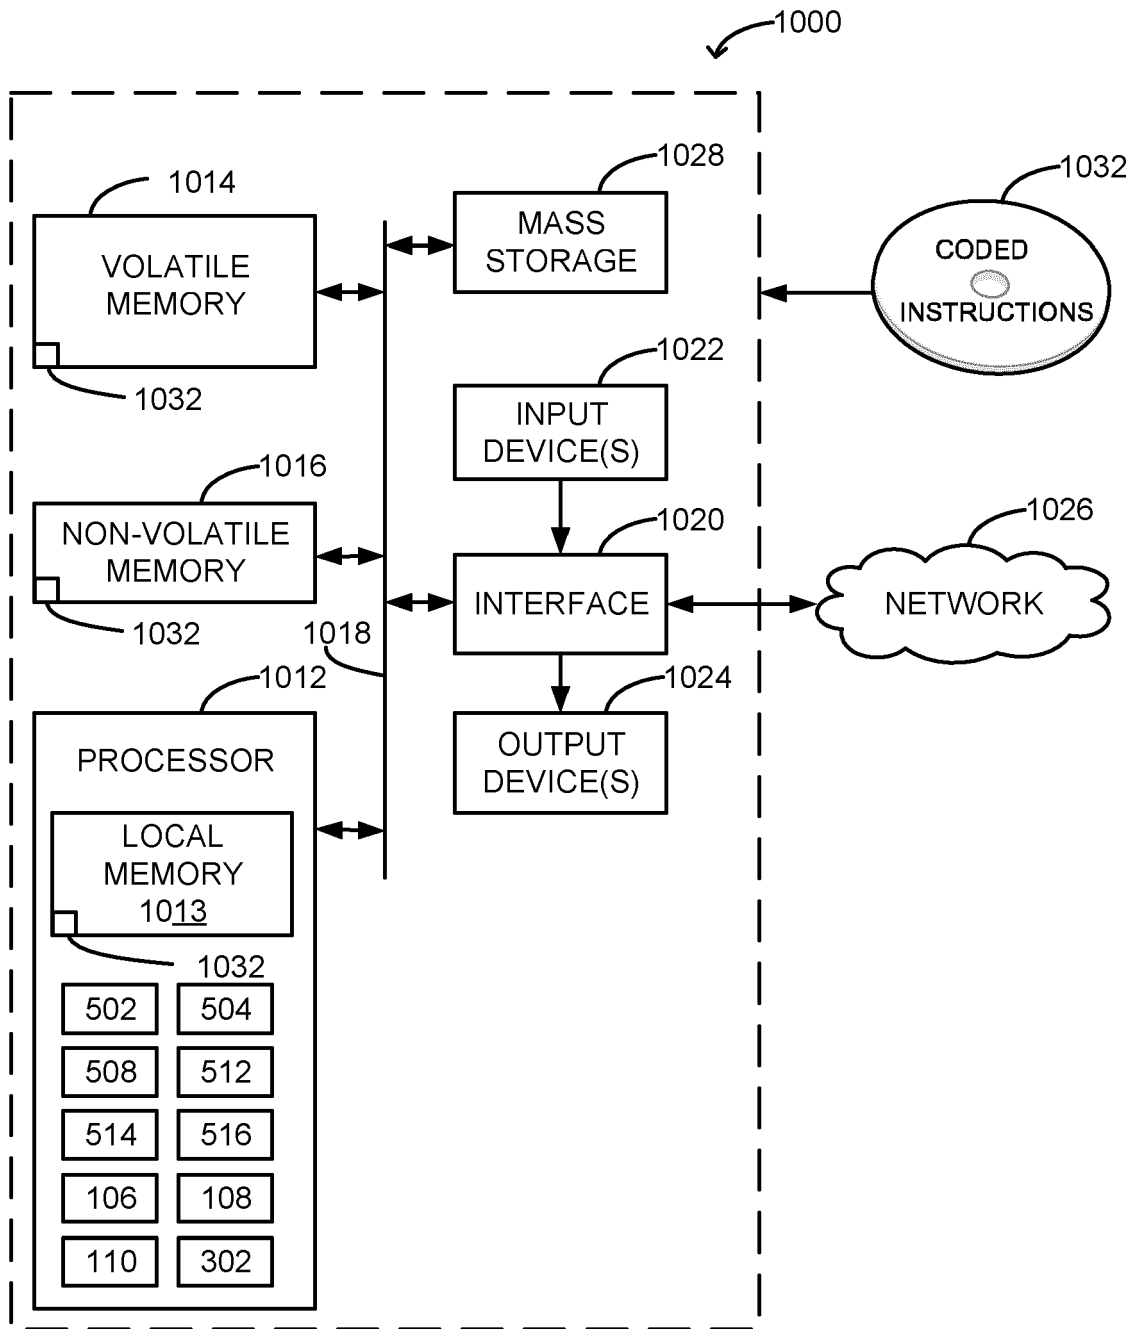 1000
1014
VOLATILE
MEMORY
1032
1028
MASS
STORAGE
1032
CODED
INSTRUCTIONS
1022
INPUT
DEVICE(S)
1016
NON-VOLATILE
MEMORY
1032
1020
INTERFACE
1026
NETWORK
1018
1012
PROCESSOR
LOCAL
MEMORY
1013
1032
1024
OUTPUT
DEVICE(S)
502
504
508
512
514
516
106
108
110
302